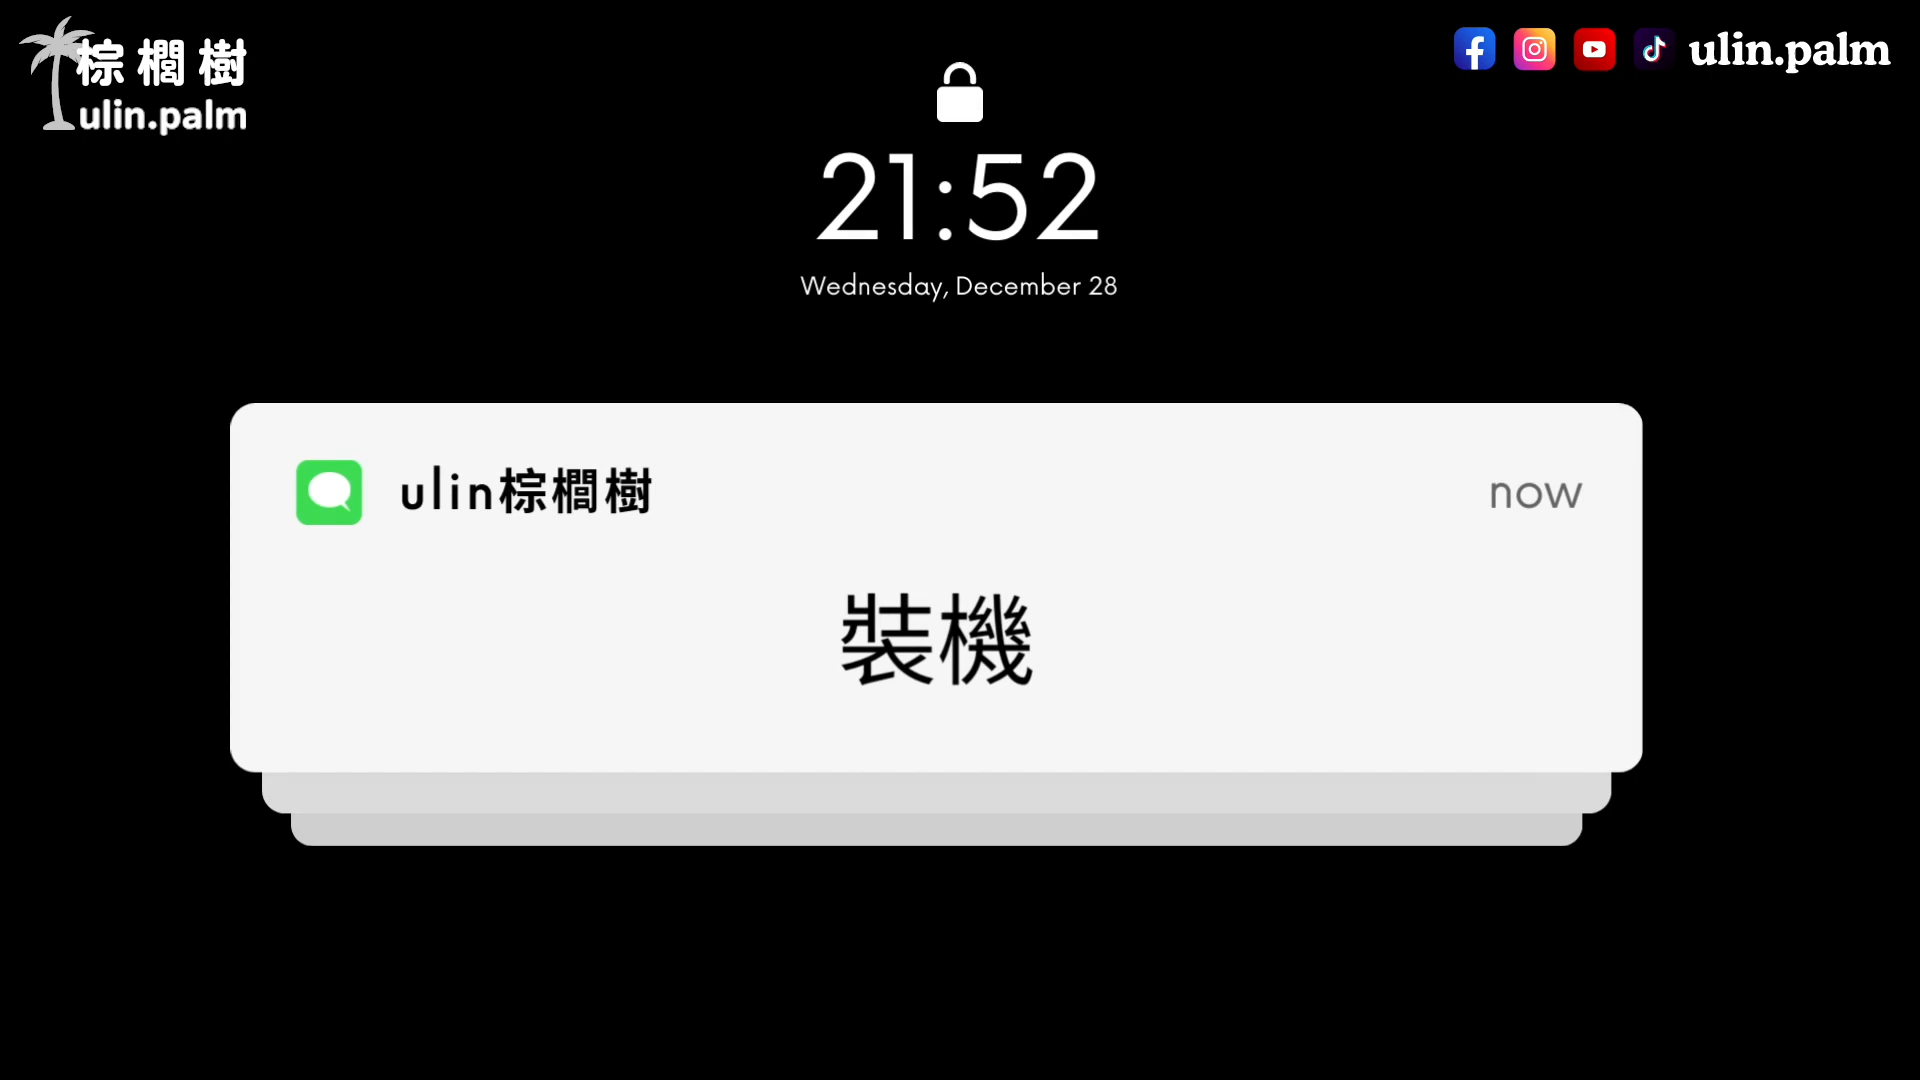 棕櫚樹
ulin.palm
ulin.palm
21:52
Wednesday, December 28
ulin棕櫚樹
now
裝機